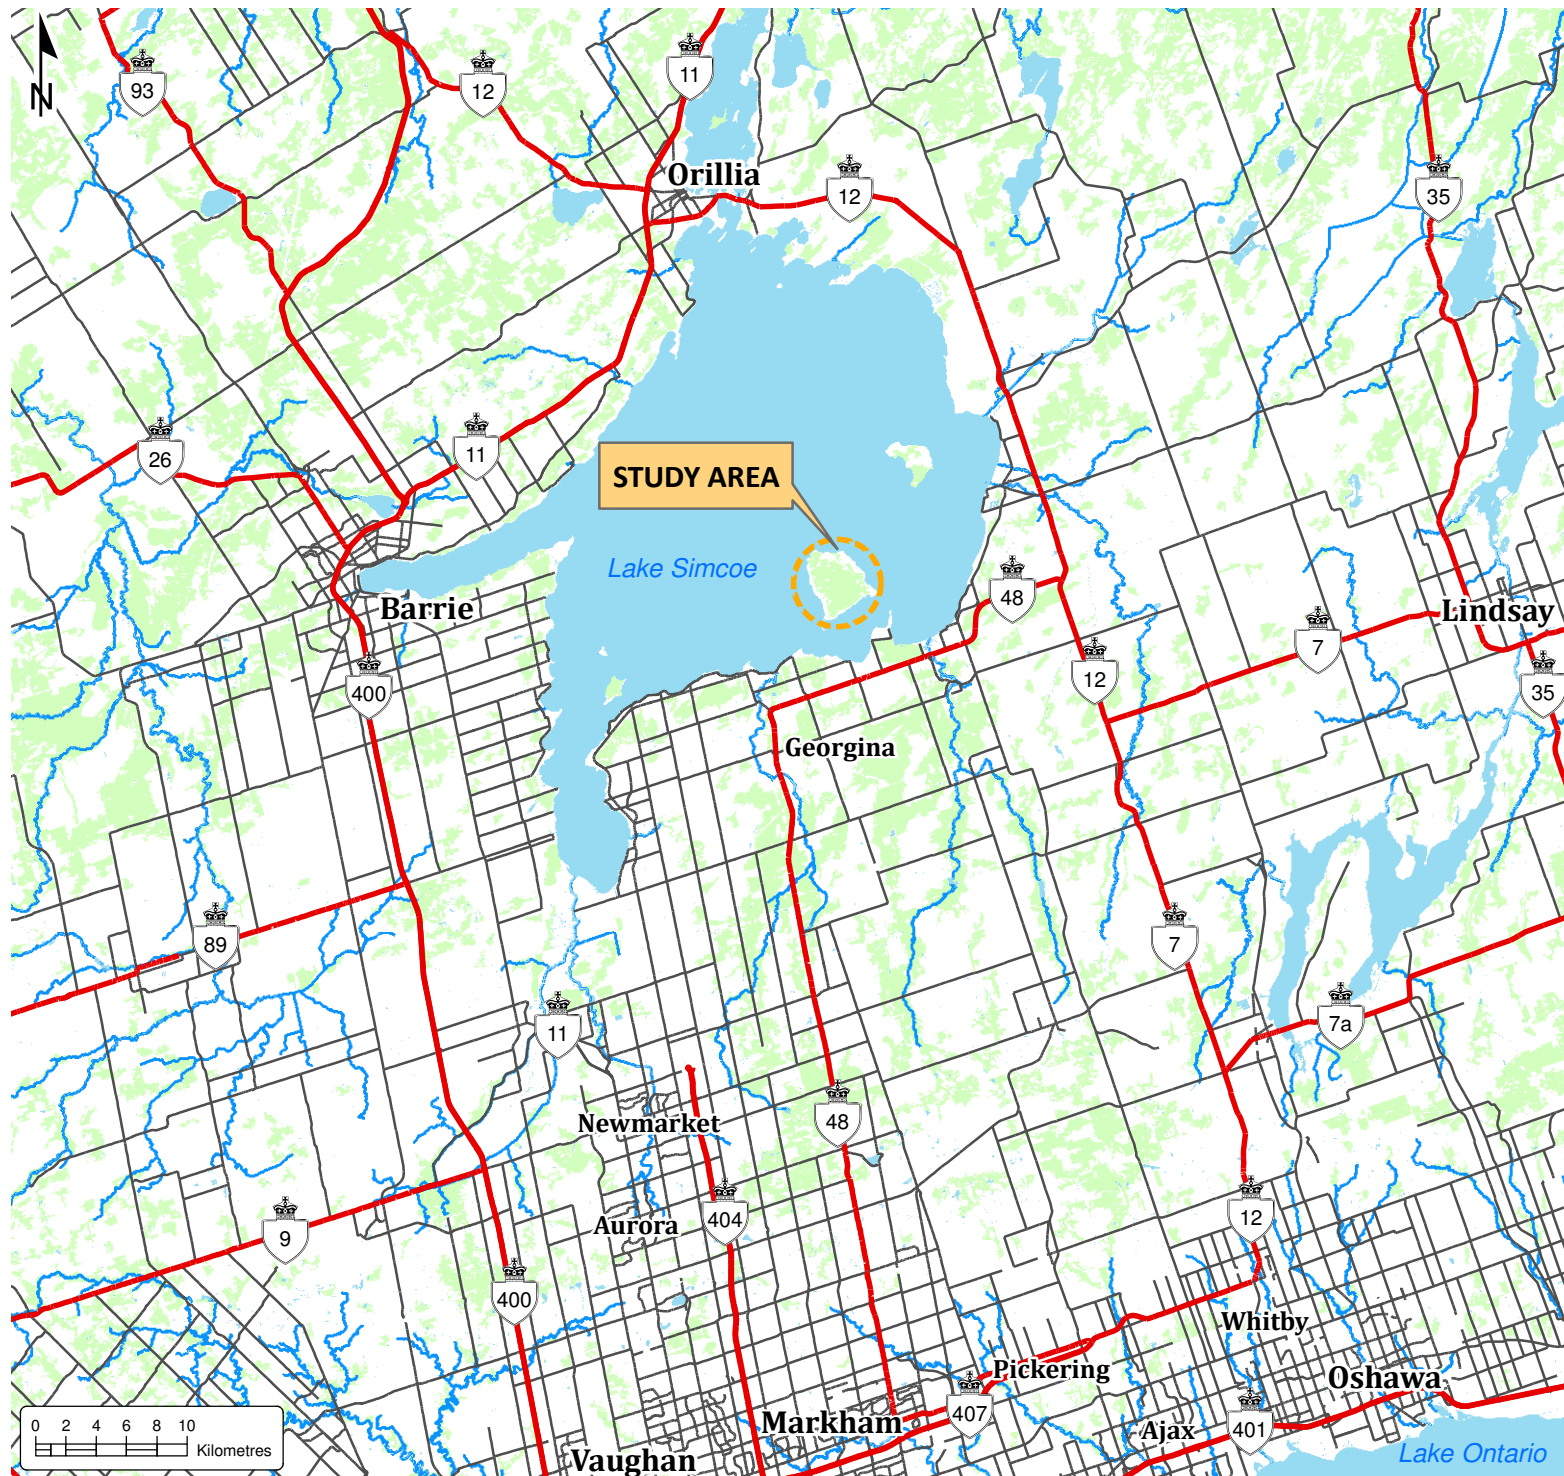 N
93
12
11
Orillia
12
35
26
11
STUDY AREA
Lake Simcoe
Barrie
48
Lindsay
7
400
12
35
Georgina
89
7
11
7a
Newmarket
48
9
Aurora
404
12
400
Whitby
Pickering
Oshawa
407
Markham
Ajax
401
0 2 4 6 8 10
Kilometres
Vaughan
Lake Ontario